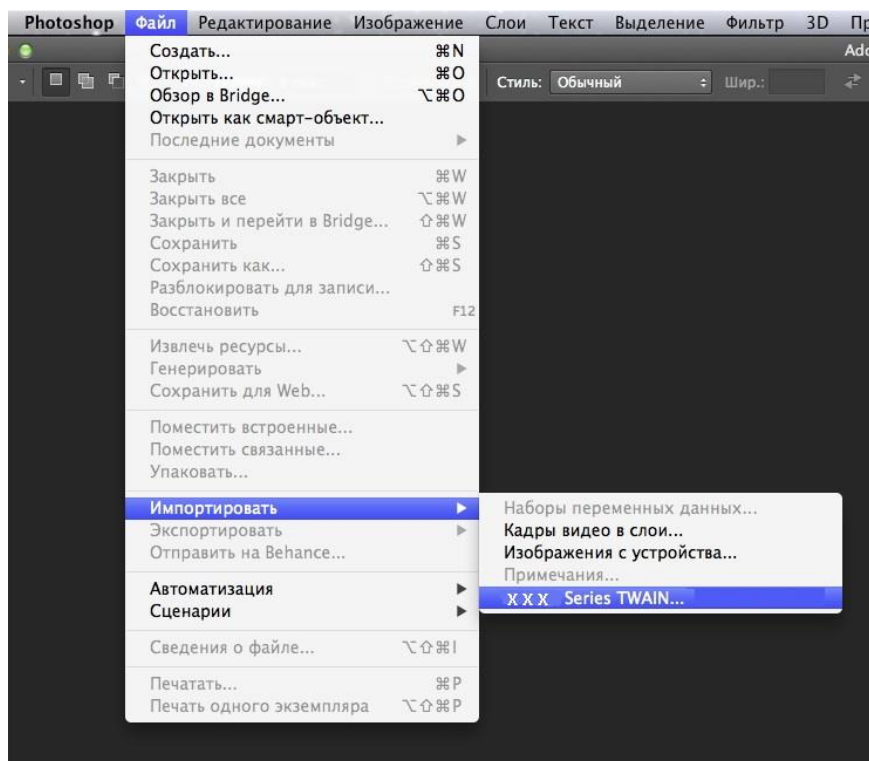 Photoshop Файл Редактирование Изображение Слои Текст Выделение Фильтр 3D Пр
Ado
Стиль: Обычный Шир.:
Создать... ⌘N
Открыть... ⌘O
Обзор в Bridge... ⌥⌘O
Открыть как смарт-объект...
Последние документы ▶
Закрыть ⌘W
Закрыть все ⌥⌘W
Закрыть и перейти в Bridge... ⇧⌘W
Сохранить ⌘S
Сохранить как... ⇧⌘S
Разблокировать для записи...
Восстановить F12
Извлечь ресурсы... ⌥⇧⌘W
Генерировать ▶
Сохранить для Web... ⌥⇧⌘S
Поместить встроенные...
Поместить связанные...
Упаковать...
Импортировать ▶
Экспортировать ▶
Отправить на Behance...
Автоматизация ▶
Сценарии ▶
Сведения о файле... ⌥⇧⌘I
Печатать... ⌘P
Печать одного экземпляра ⌥⇧⌘P
Наборы переменных данных...
Кадры видео в слои...
Изображения с устройства...
Примечания...
X X X Series TWAIN...